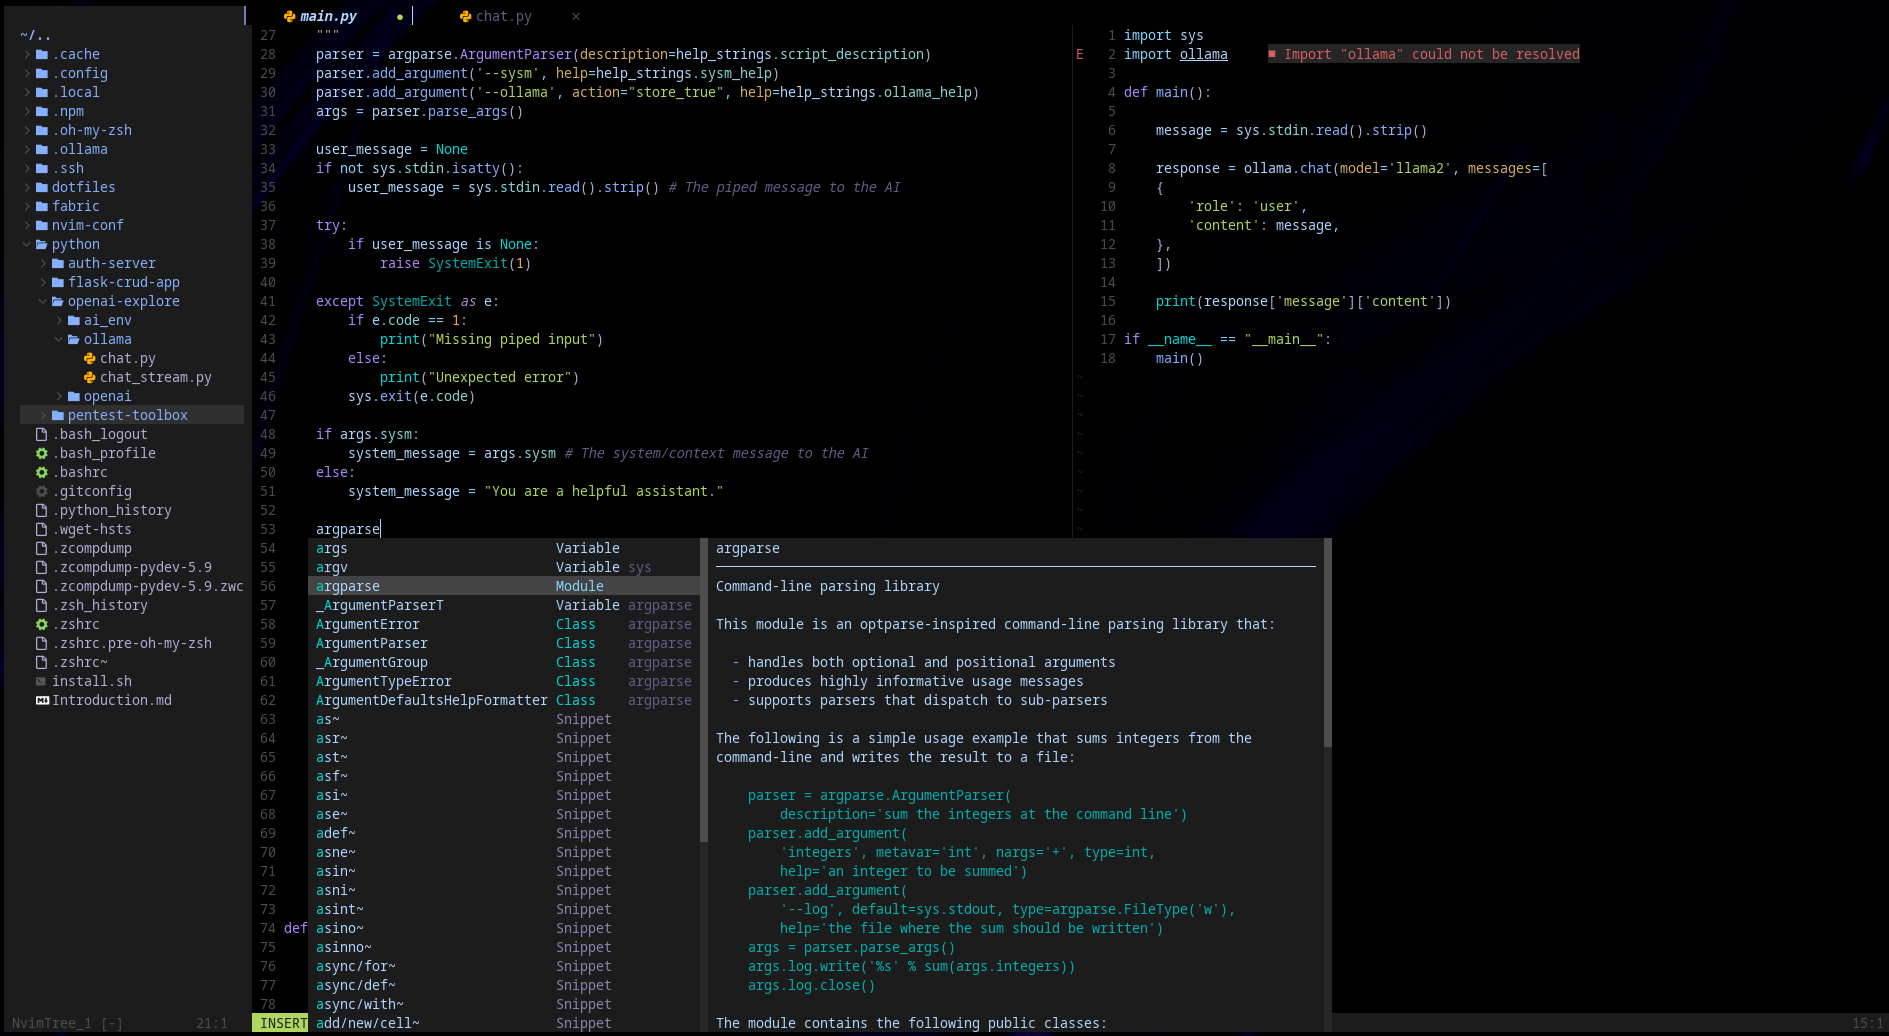 ~/..
.cache
.config
.local
.npm
.oh-my-zsh
.ollama
.ssh
dotfiles
fabric
nvim-conf
python
auth-server
flask-crud-app
openai-explore
ai_env
ollama
chat.py
chat_stream.py
openai
pentest-toolbox
.bash_logout
.bash_profile
.bashrc
.gitconfig
.python_history
.wget-hsts
.zcompdump
.zcompdump-pydev-5.9
.zcompdump-pydev-5.9.zwc
.zsh_history
.zshrc
.zshrc.pre-oh-my-zsh
.zshrc~
install.sh
Introduction.md
NvimTree_1 [-] 21:1
main.py ● chat.py ×
27     """
28     parser = argparse.ArgumentParser(description=help_strings.script_description)
29     parser.add_argument('--sysm', help=help_strings.sysm_help)
30     parser.add_argument('--ollama', action="store_true", help=help_strings.ollama_help)
31     args = parser.parse_args()
32
33     user_message = None
34     if not sys.stdin.isatty():
35         user_message = sys.stdin.read().strip() # The piped message to the AI
36
37     try:
38         if user_message is None:
39             raise SystemExit(1)
40
41     except SystemExit as e:
42         if e.code == 1:
43             print("Missing piped input")
44         else:
45             print("Unexpected error")
46         sys.exit(e.code)
47
48     if args.sysm:
49         system_message = args.sysm # The system/context message to the AI
50     else:
51         system_message = "You are a helpful assistant."
52
53     argparse
54 args Variable
55 argv Variable sys
56 argparse Module
57 _ArgumentParserT Variable argparse
58 ArgumentError Class argparse
59 ArgumentParser Class argparse
60 _ArgumentGroup Class argparse
61 ArgumentTypeError Class argparse
62 ArgumentDefaultsHelpFormatter Class argparse
63 as~ Snippet
64 asr~ Snippet
65 ast~ Snippet
66 asf~ Snippet
67 asi~ Snippet
68 ase~ Snippet
69 adef~ Snippet
70 asne~ Snippet
71 asin~ Snippet
72 asni~ Snippet
73 asint~ Snippet
74 def asino~ Snippet
75 asinno~ Snippet
76 async/for~ Snippet
77 async/def~ Snippet
78 async/with~ Snippet
INSERT add/new/cell~ Snippet
argparse
Command-line parsing library
This module is an optparse-inspired command-line parsing library that:
- handles both optional and positional arguments
- produces highly informative usage messages
- supports parsers that dispatch to sub-parsers
The following is a simple usage example that sums integers from the
command-line and writes the result to a file:
parser = argparse.ArgumentParser(
    description='sum the integers at the command line')
parser.add_argument(
    'integers', metavar='int', nargs='+', type=int,
    help='an integer to be summed')
parser.add_argument(
    '--log', default=sys.stdout, type=argparse.FileType('w'),
    help='the file where the sum should be written')
args = parser.parse_args()
args.log.write('%s' % sum(args.integers))
args.log.close()
The module contains the following public classes:
1 import sys
E 2 import ollama ■ Import "ollama" could not be resolved
3
4 def main():
5
6     message = sys.stdin.read().strip()
7
8     response = ollama.chat(model='llama2', messages=[
9     {
10         'role': 'user',
11         'content': message,
12     },
13     ])
14
15     print(response['message']['content'])
16
17 if __name__ == "__main__":
18     main()
~
~
~
~
~
~
~
~
~
15:1